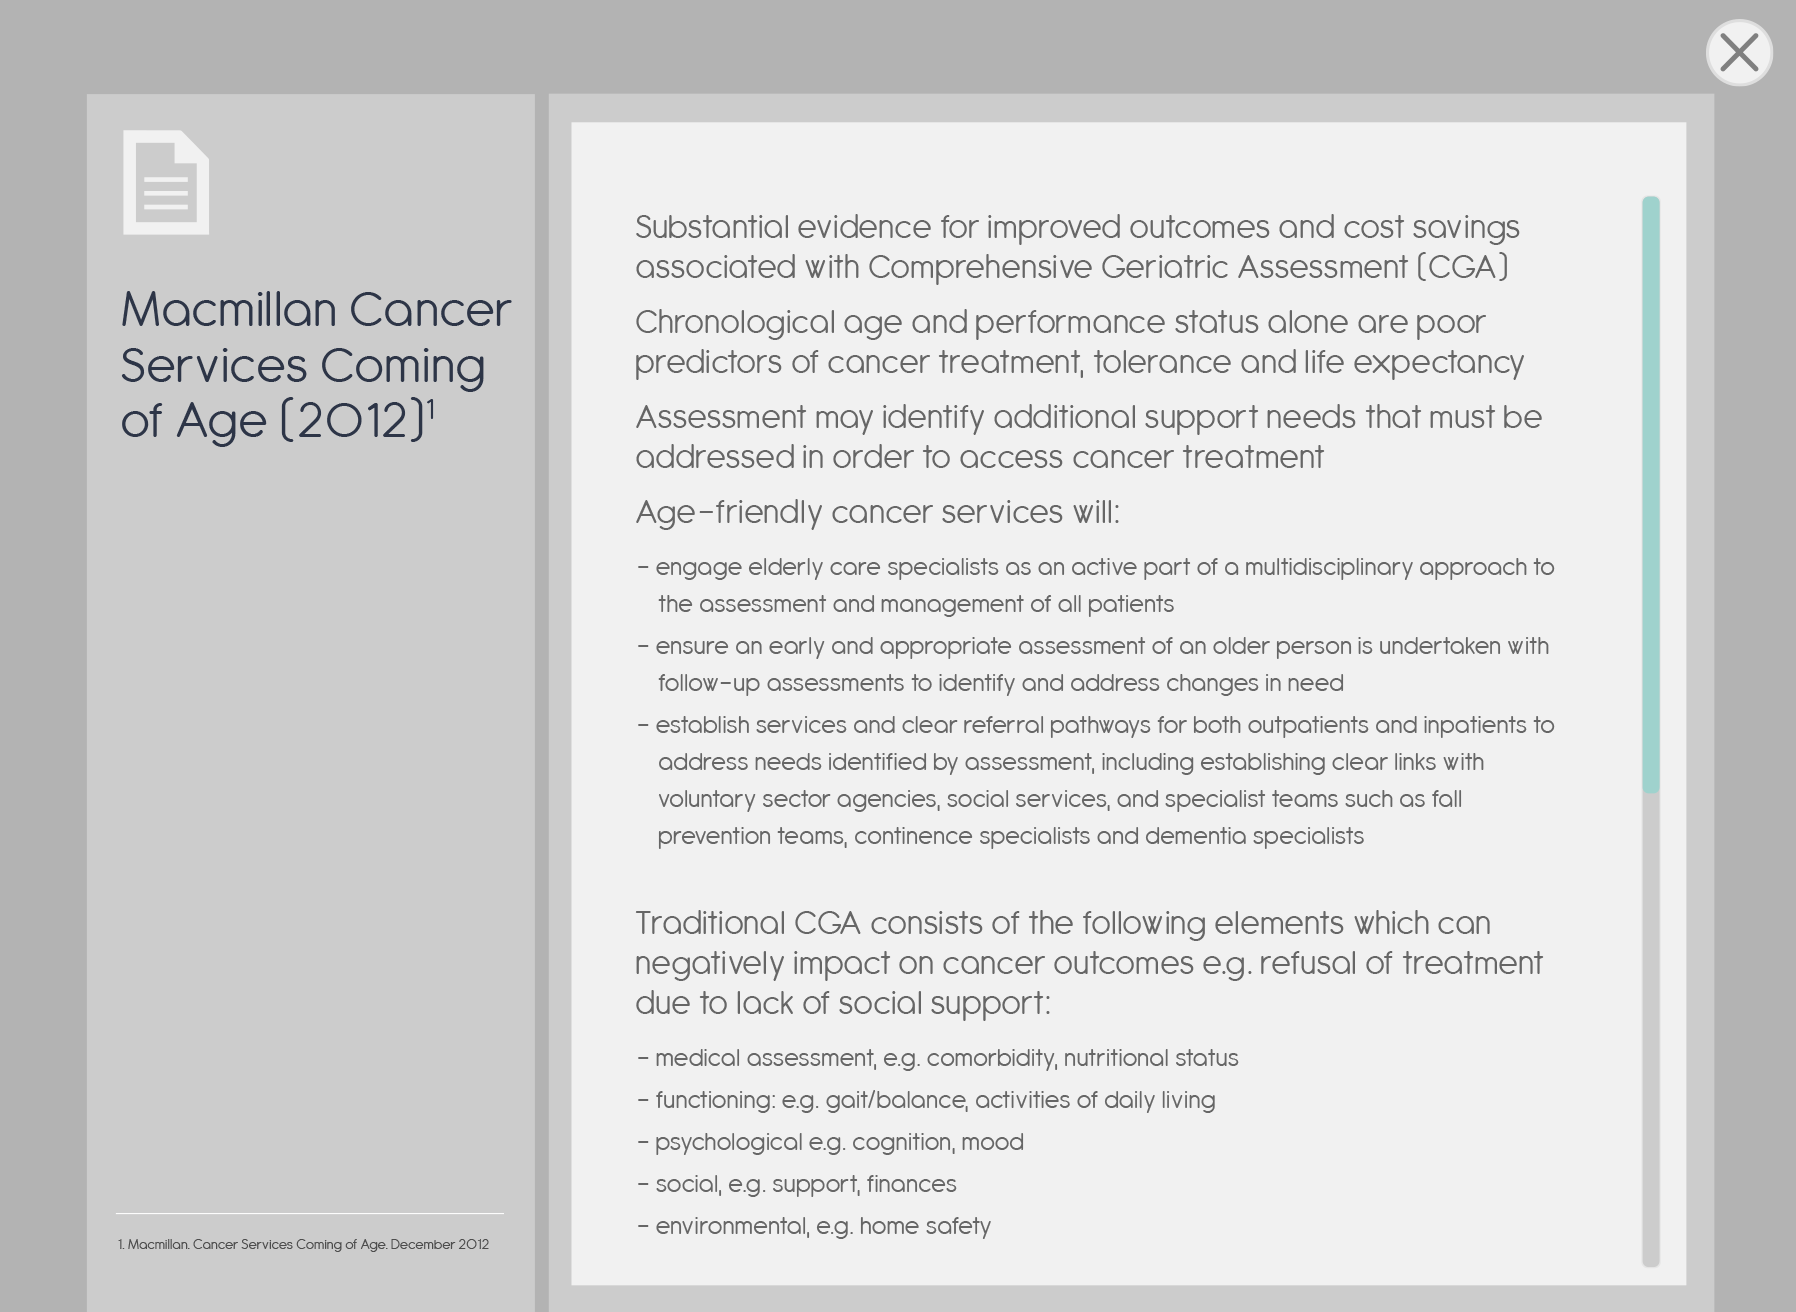 Macmillan Cancer
Services Coming
of Age (2012)¹
1. Macmillan. Cancer Services Coming of Age. December 2012
Substantial evidence for improved outcomes and cost savings
associated with Comprehensive Geriatric Assessment (CGA)
Chronological age and performance status alone are poor
predictors of cancer treatment, tolerance and life expectancy
Assessment may identify additional support needs that must be
addressed in order to access cancer treatment
Age-friendly cancer services will:
- engage elderly care specialists as an active part of a multidisciplinary approach to
the assessment and management of all patients
- ensure an early and appropriate assessment of an older person is undertaken with
follow-up assessments to identify and address changes in need
- establish services and clear referral pathways for both outpatients and inpatients to
address needs identified by assessment, including establishing clear links with
voluntary sector agencies, social services, and specialist teams such as fall
prevention teams, continence specialists and dementia specialists
Traditional CGA consists of the following elements which can
negatively impact on cancer outcomes e.g. refusal of treatment
due to lack of social support:
- medical assessment, e.g. comorbidity, nutritional status
- functioning: e.g. gait/balance, activities of daily living
- psychological e.g. cognition, mood
- social, e.g. support, finances
- environmental, e.g. home safety